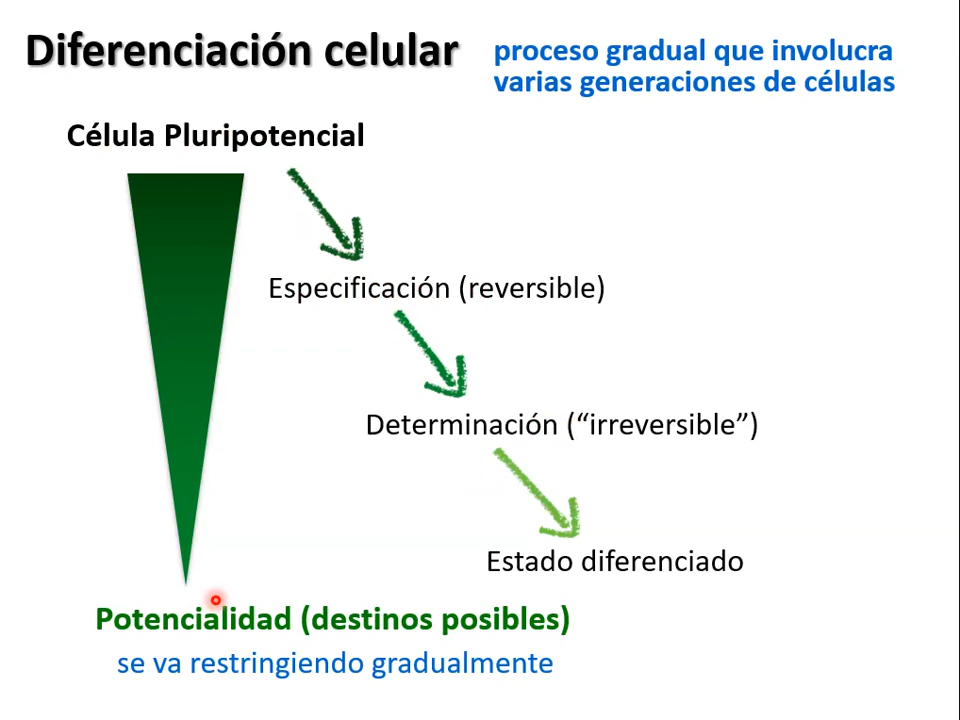 Diferenciación celular
proceso gradual que involucra
varias generaciones de células
Célula Pluripotencial
Especificación (reversible)
Determinación (“irreversible”)
Estado diferenciado
Potencialidad (destinos posibles)
se va restringiendo gradualmente